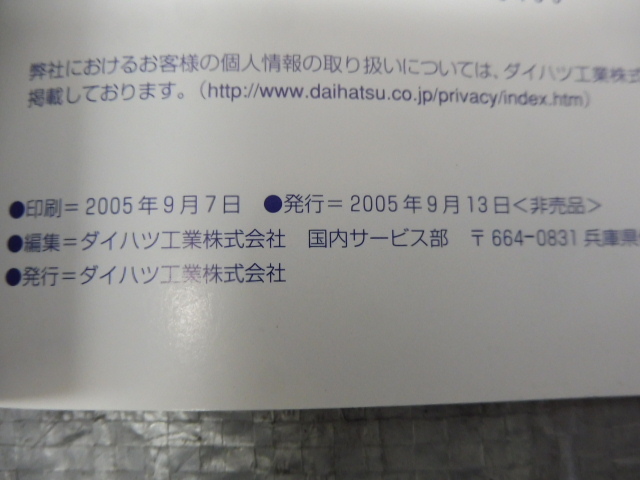 弊社におけるお客様の個人情報の取り扱いについては、ダイハツ工業株式
掲載しております。（http://www.daihatsu.co.jp/privacy/index.htm）
●印刷＝2005年9月7日　●発行＝2005年9月13日＜非売品＞
●編集＝ダイハツ工業株式会社　国内サービス部　〒664-0831 兵庫県
●発行＝ダイハツ工業株式会社